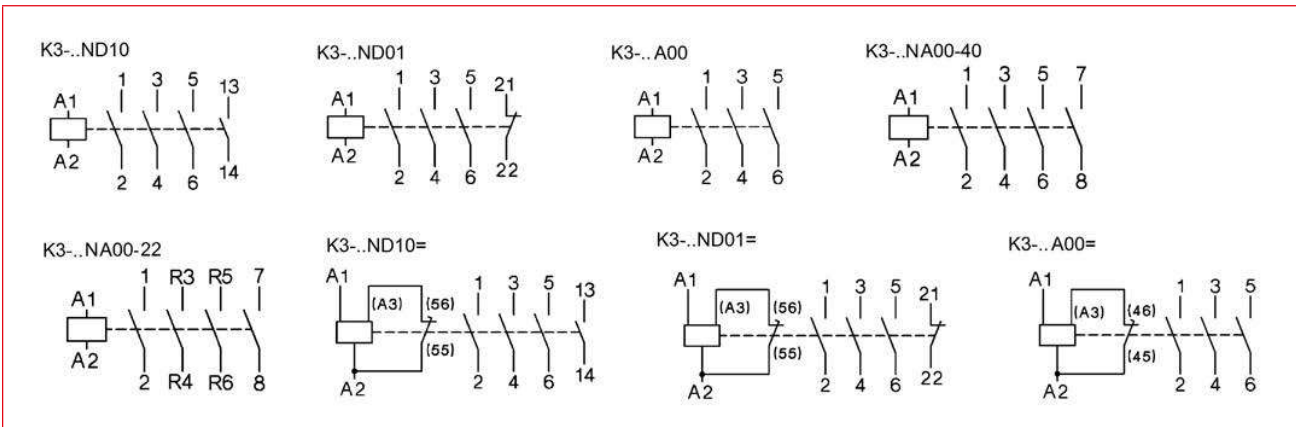 K3-..ND10 K3-..ND01 K3-.. A00 K3-..NA00-40
1 3 5 13 1 3 5 21 1 3 5 1 3 5 7
A1 A1 A1 A1
A2 A2 A2 A2
2 4 6 14 2 4 6 22 2 4 6 2 4 6 8
K3-..NA00-22 K3-..ND10= K3-..ND01= K3-.. A00=
1 R3 R5 7 A1 1 3 5 13 A1 1 3 5 21 A1 1 3 5
A1 (A3) (56) (A3) (56) (A3) (46)
A2 (55) (55) (45)
2 R4 R6 8 A2 2 4 6 14 A2 2 4 6 22 A2 2 4 6